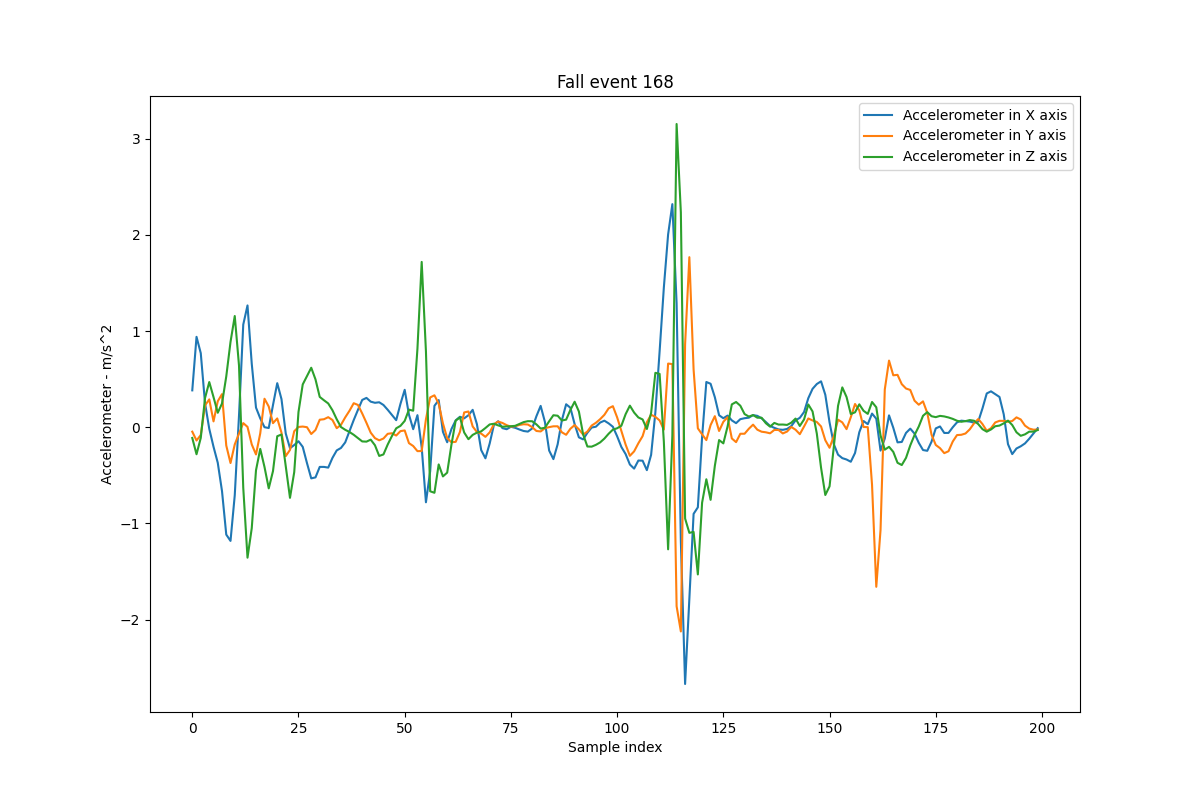 Fall event 168
Accelerometer in X axis
Accelerometer in Y axis
Accelerometer in Z axis
Accelerometer - m/s^2
3
2
1
0
−1
−2
0 25 50 75 100 125 150 175 200
Sample index